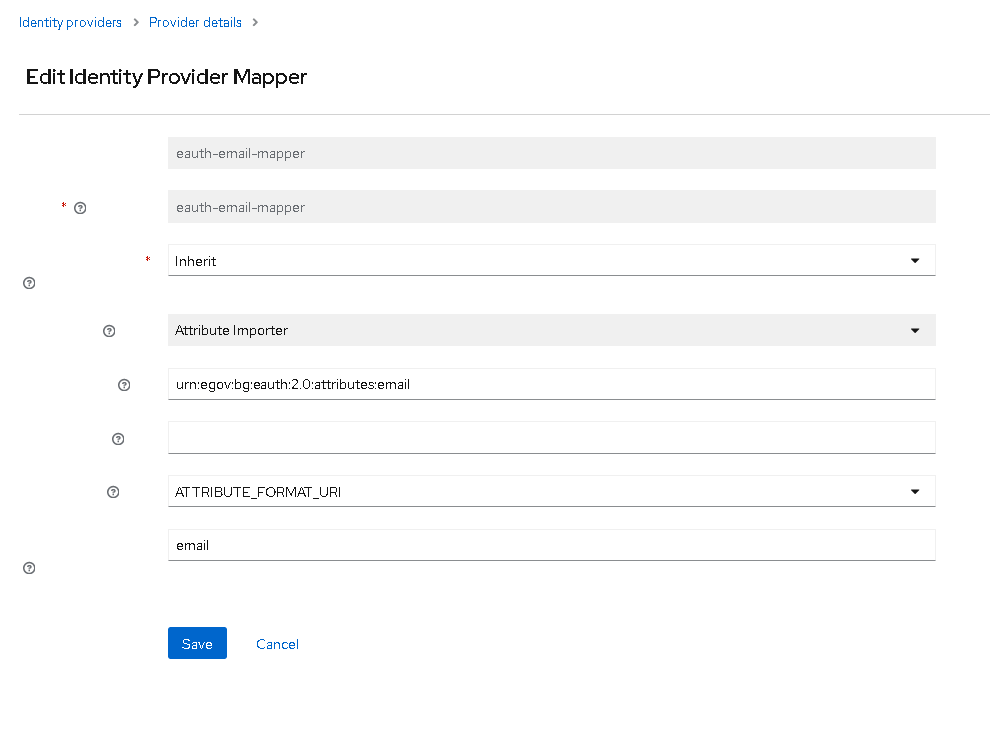 Identity providers > Provider details >
Edit Identity Provider Mapper
eauth-email-mapper
* eauth-email-mapper
* Inherit
Attribute Importer
urn:egov:bg:eauth:2.0:attributes:email
ATTRIBUTE_FORMAT_URI
email
Save Cancel